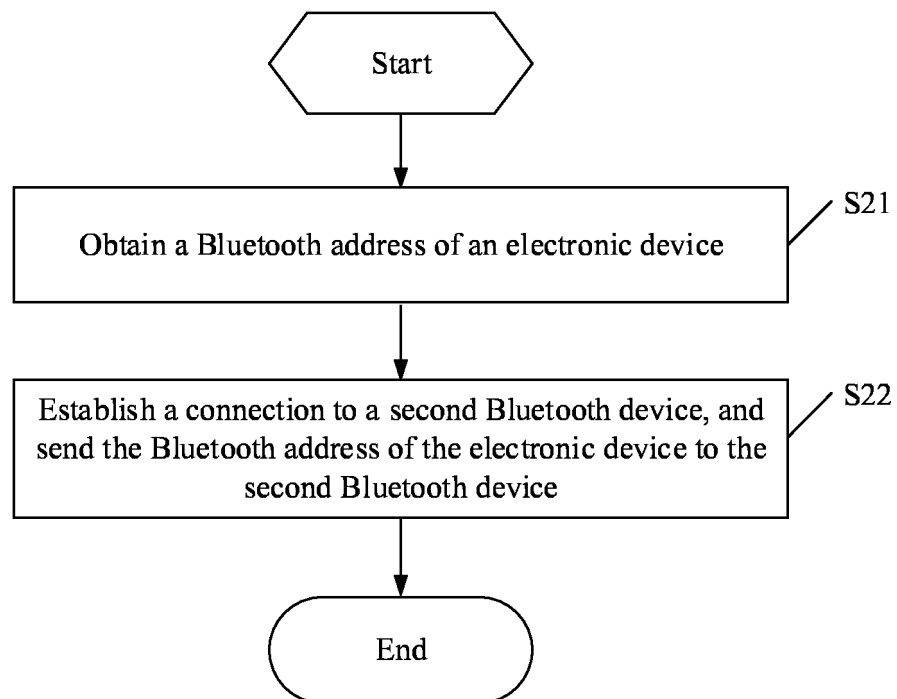 Start
S21
Obtain a Bluetooth address of an electronic device
S22
Establish a connection to a second Bluetooth device, and
send the Bluetooth address of the electronic device to the
second Bluetooth device
End